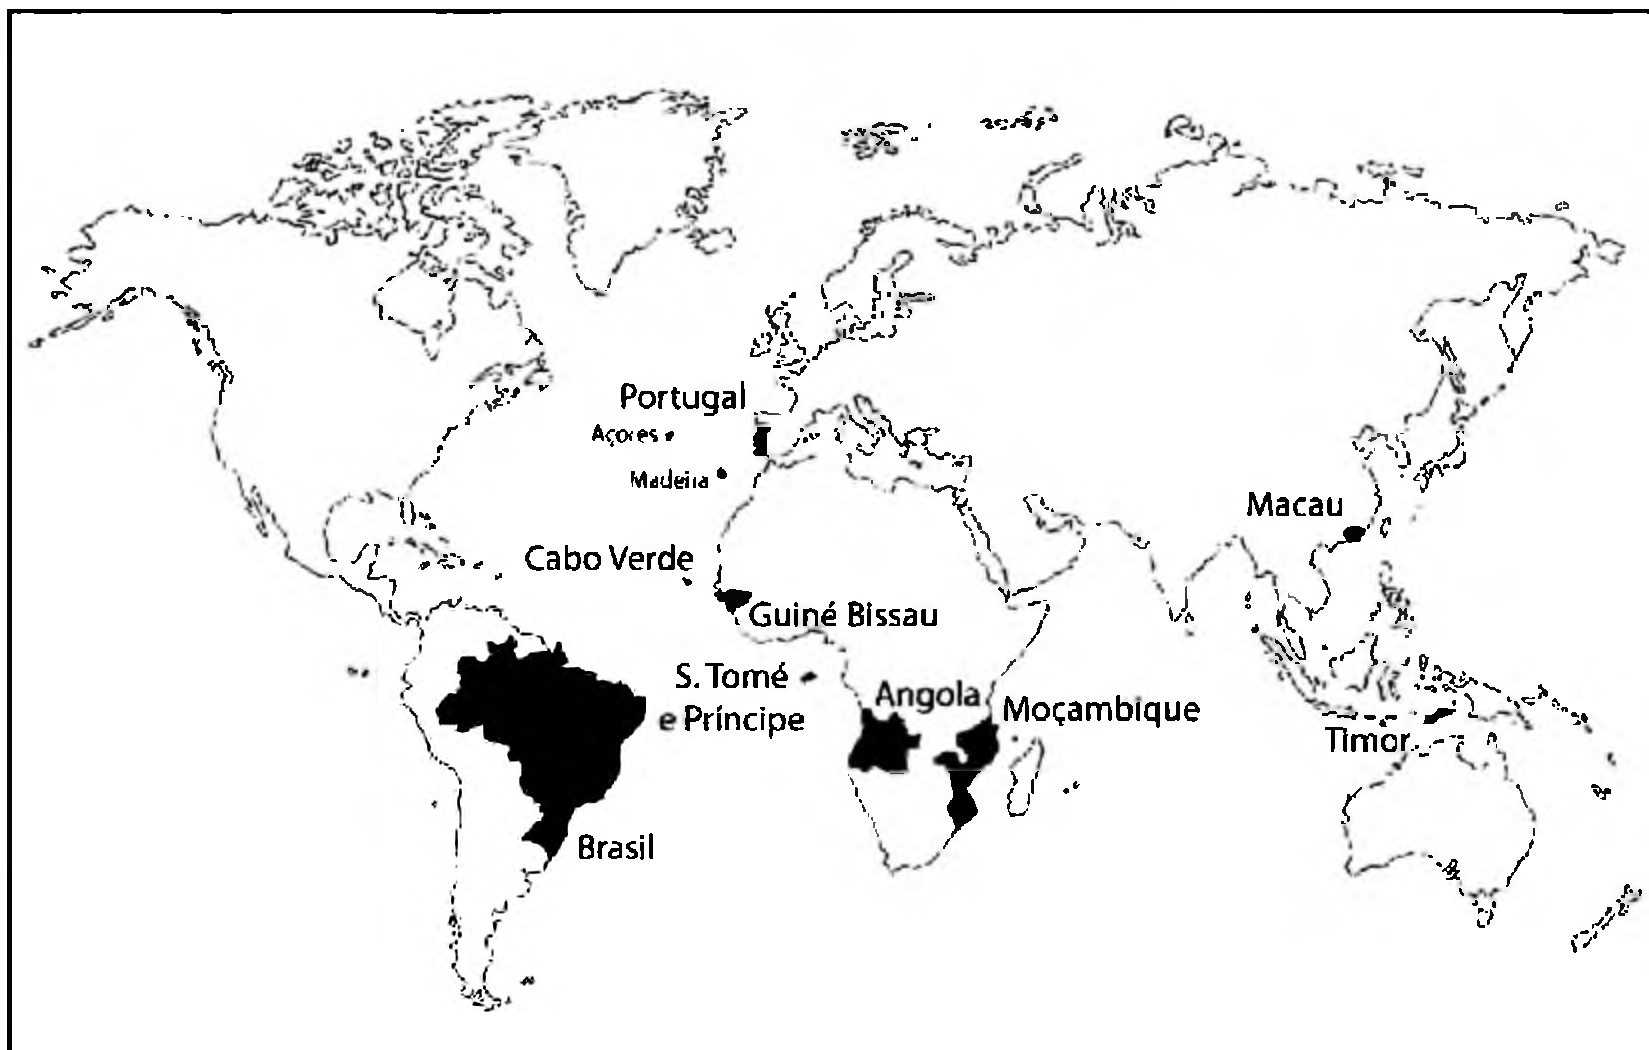 Portugal
Açores
Madeira
Macau
Cabo Verde
Guiné Bissau
S. Tomé
e Príncipe
Angola
Moçambique
Timor
Brasil